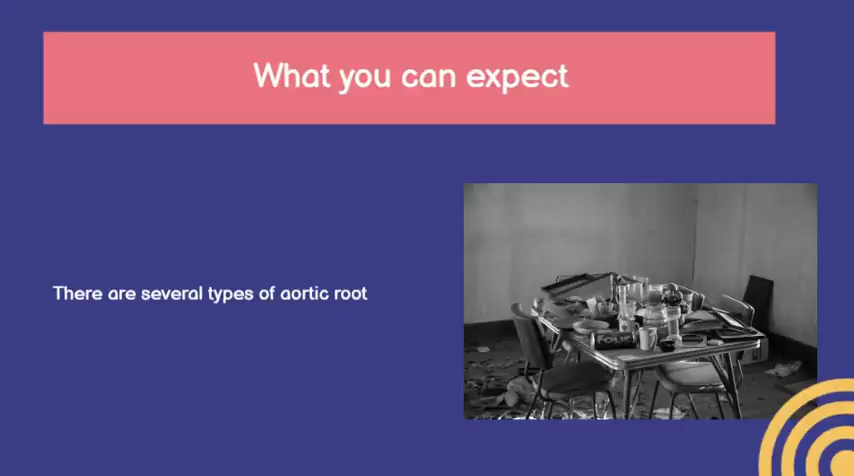 What you can expect
There are several types of aortic root